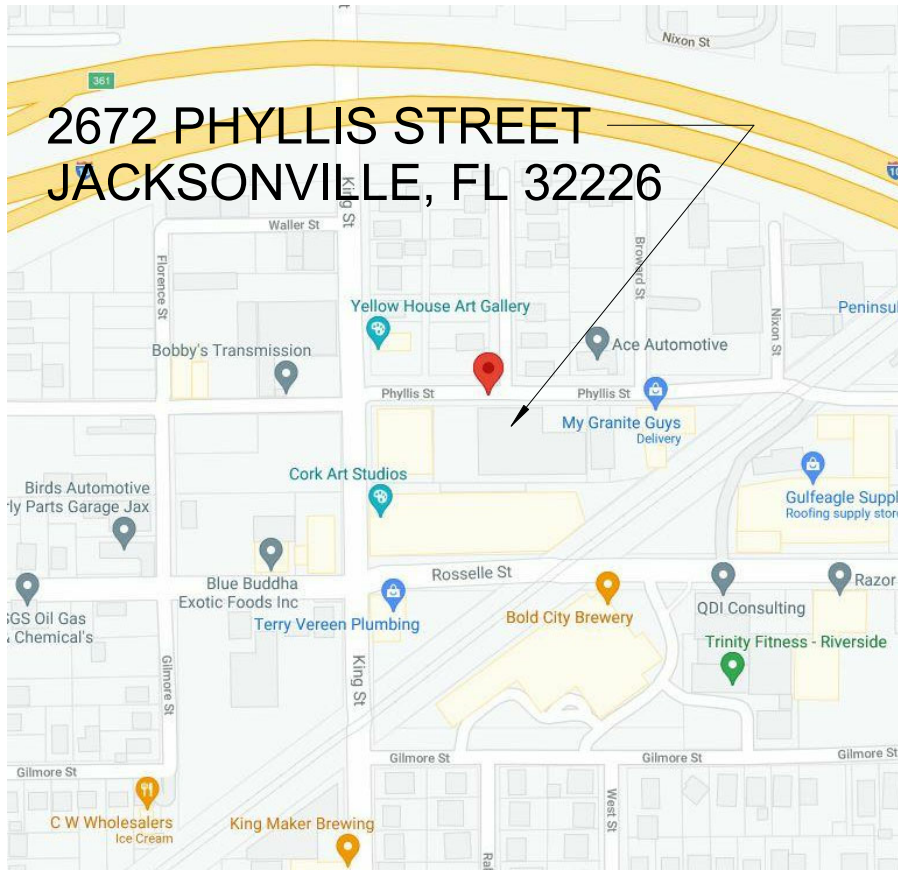 Nixon St
361
2672 PHYLLIS STREET
JACKSONVILLE, FL 32226
10
King St
Waller St
Florence St
Broward St
Nixon St
Yellow House Art Gallery
Peninsul
Bobby's Transmission
Ace Automotive
Phyllis St
Phyllis St
My Granite Guys
Delivery
Cork Art Studios
Birds Automotive
rly Parts Garage Jax
Gulfeagle Suppl
Roofing supply store
Rosselle St
Blue Buddha
Exotic Foods Inc
Terry Vereen Plumbing
Bold City Brewery
QDI Consulting
Razor
SGS Oil Gas
& Chemical's
Trinity Fitness - Riverside
Gilmore St
King St
Gilmore St
Gilmore St
Gilmore St
Gilmore St
C W Wholesalers
Ice Cream
King Maker Brewing
West St